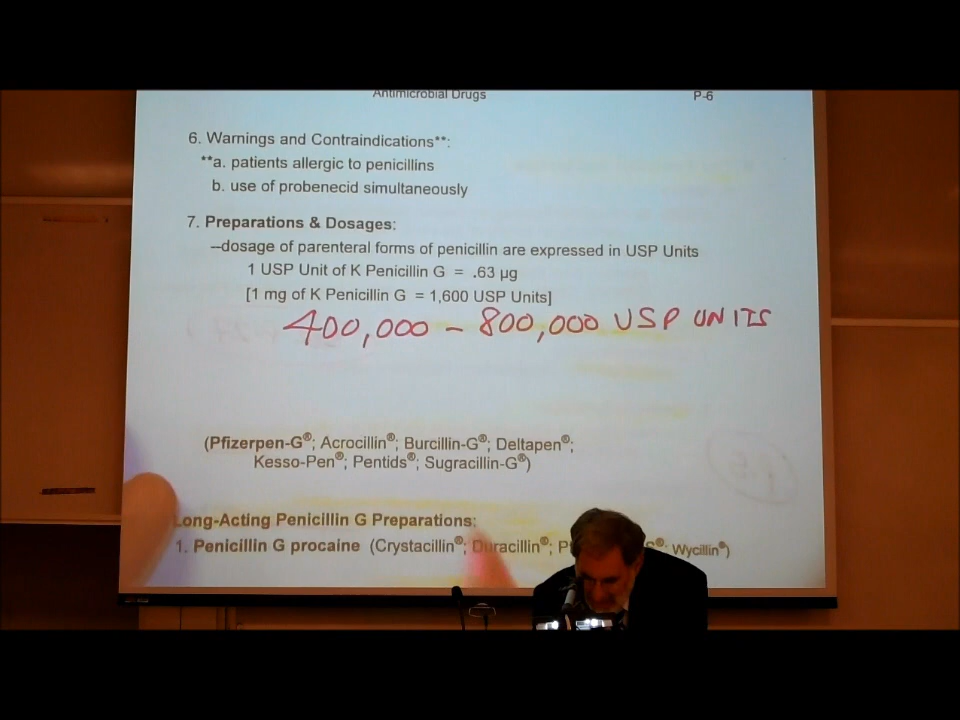 Antimicrobial Drugs P-6
6. Warnings and Contraindications**:
**a. patients allergic to penicillins
b. use of probenecid simultaneously
7. Preparations & Dosages:
--dosage of parenteral forms of penicillin are expressed in USP Units
1 USP Unit of K Penicillin G = .63 µg
[1 mg of K Penicillin G = 1,600 USP Units]
400,000 – 800,000 USP UNITS
(Pfizerpen-G®; Acrocillin®; Burcillin-G®; Deltapen®;
Kesso-Pen®; Pentids®; Sugracillin-G®)
Long-Acting Penicillin G Preparations:
1. Penicillin G procaine (Crystacillin®; Duracillin®; Wycillin®)